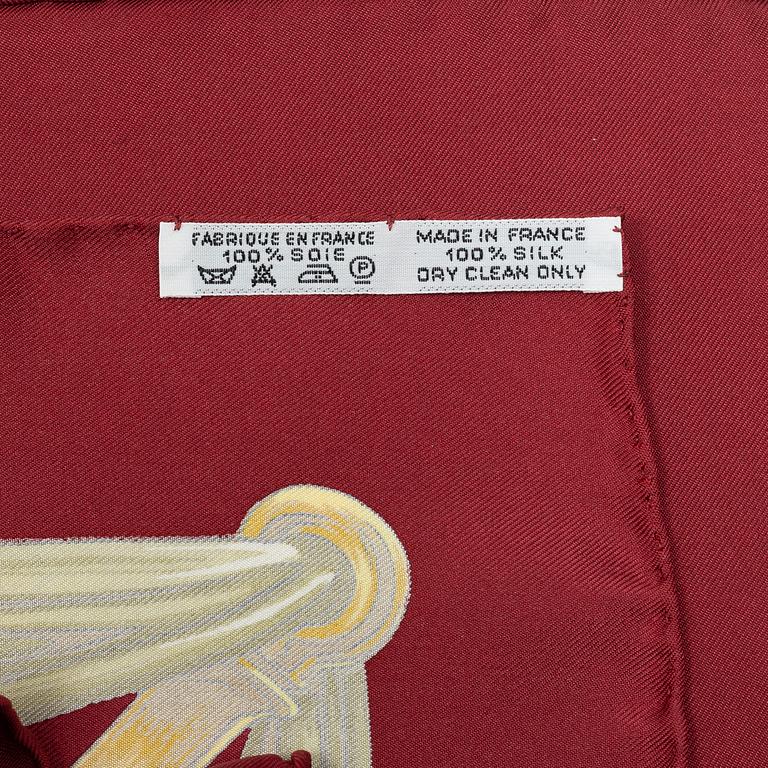 FABRIQUE EN FRANCE
100% SOIE
P
MADE IN FRANCE
100% SILK
DRY CLEAN ONLY